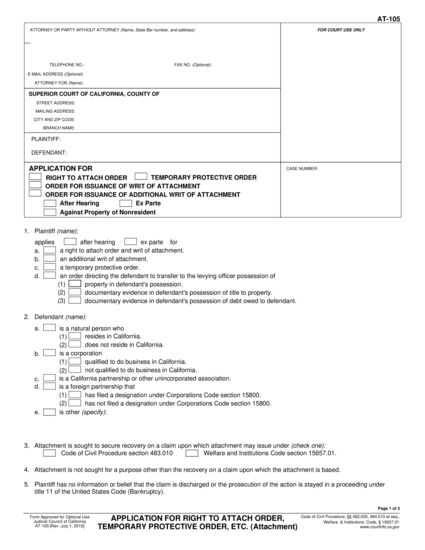 AT-105
ATTORNEY OR PARTY WITHOUT ATTORNEY (Name, State Bar number, and address):
FOR COURT USE ONLY
TELEPHONE NO.:
FAX NO. (Optional):
E-MAIL ADDRESS (Optional):
ATTORNEY FOR (Name):
SUPERIOR COURT OF CALIFORNIA, COUNTY OF
STREET ADDRESS:
MAILING ADDRESS:
CITY AND ZIP CODE:
BRANCH NAME:
PLAINTIFF:
DEFENDANT:
APPLICATION FOR
CASE NUMBER:
RIGHT TO ATTACH ORDER TEMPORARY PROTECTIVE ORDER
ORDER FOR ISSUANCE OF WRIT OF ATTACHMENT
ORDER FOR ISSUANCE OF ADDITIONAL WRIT OF ATTACHMENT
After Hearing Ex Parte
Against Property of Nonresident
1. Plaintiff (name):
applies after hearing ex parte for
a. a right to attach order and writ of attachment.
b. an additional writ of attachment.
c. a temporary protective order.
d. an order directing the defendant to transfer to the levying officer possession of
(1) property in defendant's possession.
(2) documentary evidence in defendant's possession of title to property.
(3) documentary evidence in defendant's possession of debt owed to defendant.
2. Defendant (name):
a. is a natural person who
(1) resides in California.
(2) does not reside in California.
b. is a corporation
(1) qualified to do business in California.
(2) not qualified to do business in California.
c. is a California partnership or other unincorporated association.
d. is a foreign partnership that
(1) has filed a designation under Corporations Code section 15800.
(2) has not filed a designation under Corporations Code section 15800.
e. is other (specify):
3. Attachment is sought to secure recovery on a claim upon which attachment may issue under (check one):
Code of Civil Procedure section 483.010 Welfare and Institutions Code section 15657.01.
4. Attachment is not sought for a purpose other than the recovery on a claim upon which the attachment is based.
5. Plaintiff has no information or belief that the claim is discharged or the prosecution of the action is stayed in a proceeding under
title 11 of the United States Code (Bankruptcy).
Page 1 of 3
Form Approved for Optional Use
Judicial Council of California
AT-105 [Rev. July 1, 2010]
APPLICATION FOR RIGHT TO ATTACH ORDER,
TEMPORARY PROTECTIVE ORDER, ETC. (Attachment)
Code of Civil Procedure, §§ 482.030, 484.010 et seq.;
Welfare. & Institutions. Code, § 15657.01
www.courtinfo.ca.gov